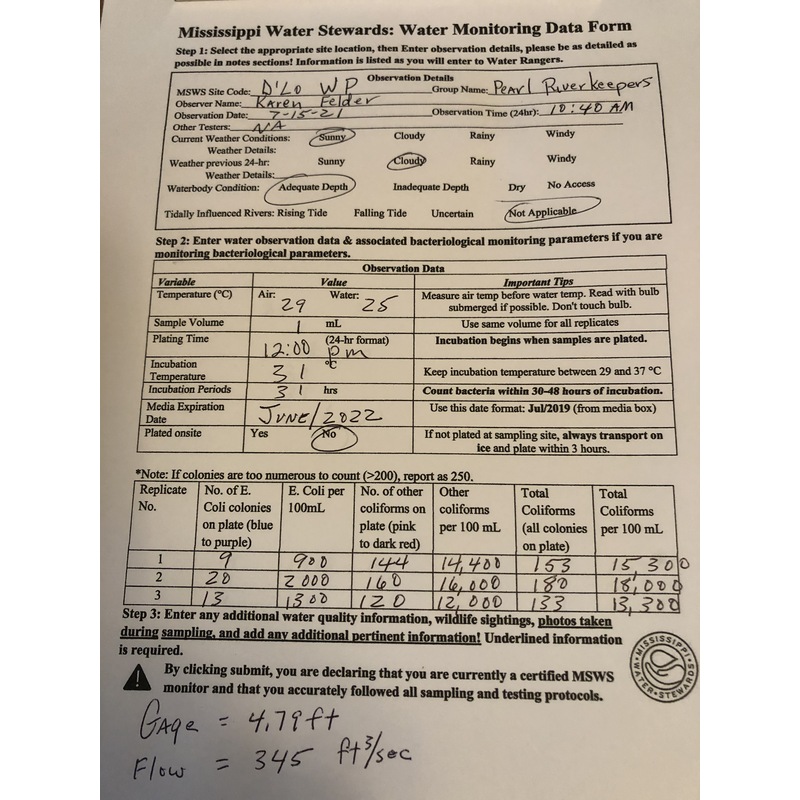 Mississippi Water Stewards: Water Monitoring Data Form
Step 1: Select the appropriate site location, then Enter observation details, please be as detailed as
possible in notes sections! Information is listed as you will enter to Water Rangers.
Observation Details
MSWS Site Code: D'LO WP Group Name: Pearl Riverkeepers
Observer Name: Karen Felder
Observation Date: 7-15-21 Observation Time (24hr): 10:40 AM
Other Testers: NA
Current Weather Conditions: Sunny Cloudy Rainy Windy
Weather Details:
Weather previous 24-hr: Sunny Cloudy Rainy Windy
Weather Details:
Waterbody Condition: Adequate Depth Inadequate Depth Dry No Access
Tidally Influenced Rivers: Rising Tide Falling Tide Uncertain Not Applicable
Step 2: Enter water observation data & associated bacteriological monitoring parameters if you are
monitoring bacteriological parameters.
Observation Data
Variable Value Important Tips
Temperature (°C) Air: 29 Water: 25 Measure air temp before water temp. Read with bulb
submerged if possible. Don't touch bulb.
Sample Volume 1 mL Use same volume for all replicates
Plating Time 12:00 pm (24-hr format) Incubation begins when samples are plated.
Incubation
Temperature 31 °C Keep incubation temperature between 29 and 37 °C
Incubation Periods 31 hrs Count bacteria within 30-48 hours of incubation.
Media Expiration
Date JUNE/2022 Use this date format: Jul/2019 (from media box)
Plated onsite Yes No If not plated at sampling site, always transport on
ice and plate within 3 hours.
*Note: If colonies are too numerous to count (>200), report as 250.
Replicate No. of E. E. Coli per No. of other Other Total Total
No. Coli colonies 100mL coliforms on coliforms Coliforms Coliforms
on plate (blue plate (pink per 100 mL (all colonies per 100 mL
to purple) to dark red) on plate)
1 9 900 144 14,400 153 15,300
2 20 2000 160 16,000 180 18,000
3 13 1300 120 12,000 133 13,300
Step 3: Enter any additional water quality information, wildlife sightings, photos taken
during sampling, and add any additional pertinent information! Underlined information
is required.
By clicking submit, you are declaring that you are currently a certified MSWS
monitor and that you accurately followed all sampling and testing protocols.
MISSISSIPPI
WATER STEWARDS
Gage = 4.79 ft
Flow = 345 ft³/sec